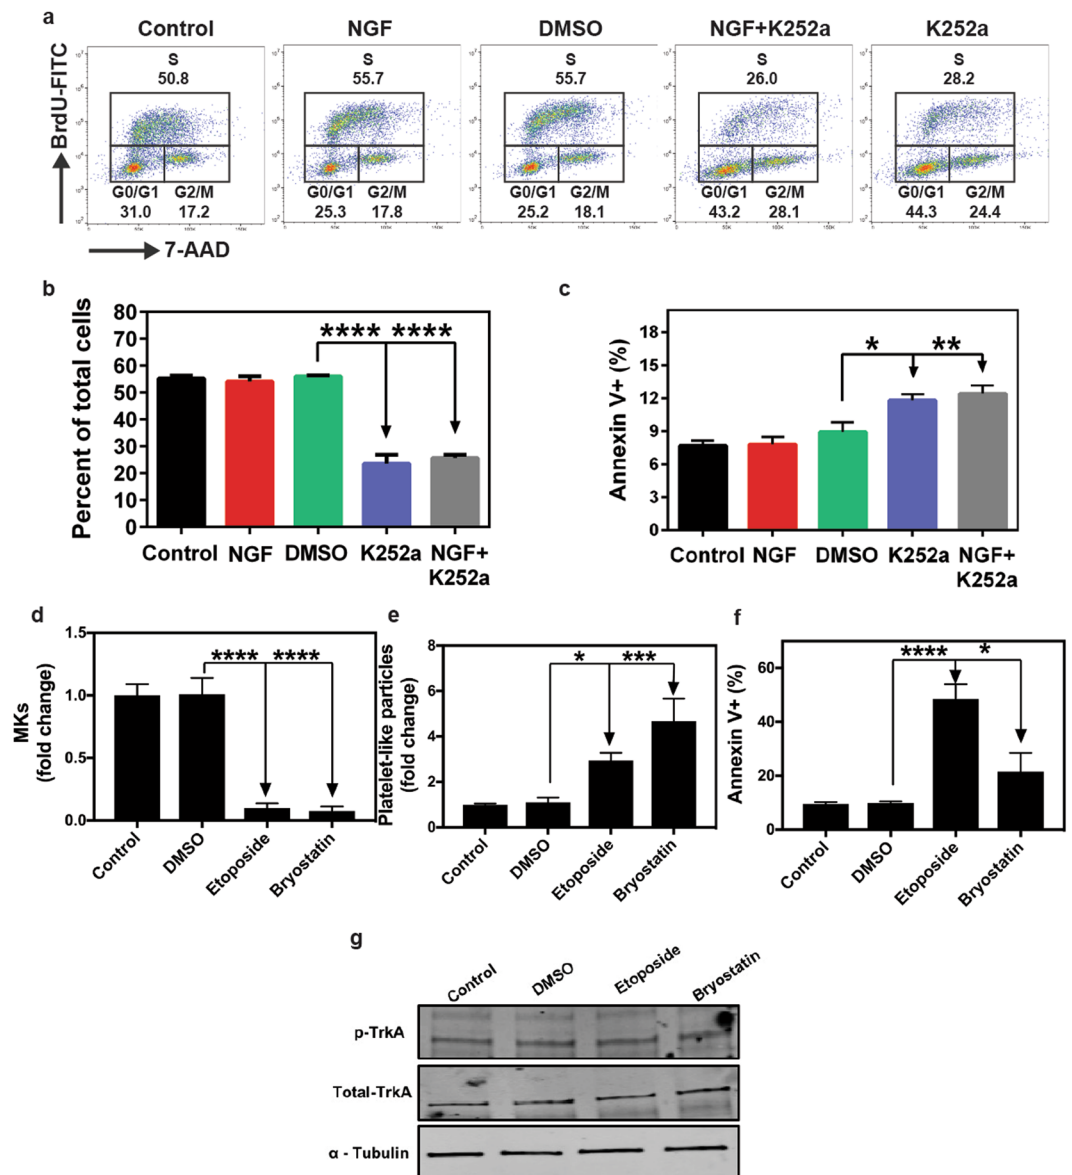 a
Control NGF DMSO NGF+K252a K252a
BrdU-FITC
S S S S S
50.8 55.7 55.7 26.0 28.2
G0/G1 G2/M G0/G1 G2/M G0/G1 G2/M G0/G1 G2/M G0/G1 G2/M
31.0 17.2 25.3 17.8 25.2 18.1 43.2 28.1 44.3 24.4
7-AAD
b
Percent of total cells
80
70
60
50
40
30
20
10
0
**** ****
Control NGF DMSO K252a NGF+
K252a
c
Annexin V+ (%)
18
15
12
9
6
3
0
* **
Control NGF DMSO K252a NGF+
K252a
d
MKs
(fold change)
1.5
1.0
0.5
0.0
**** ****
Control DMSO Etoposide Bryostatin
e
Platelet-like particles
(fold change)
8
6
4
2
0
* ***
Control DMSO Etoposide Bryostatin
f
Annexin V+ (%)
60
40
20
0
**** *
Control DMSO Etoposide Bryostatin
g
Control DMSO Etoposide Bryostatin
p-TrkA
Total-TrkA
α - Tubulin